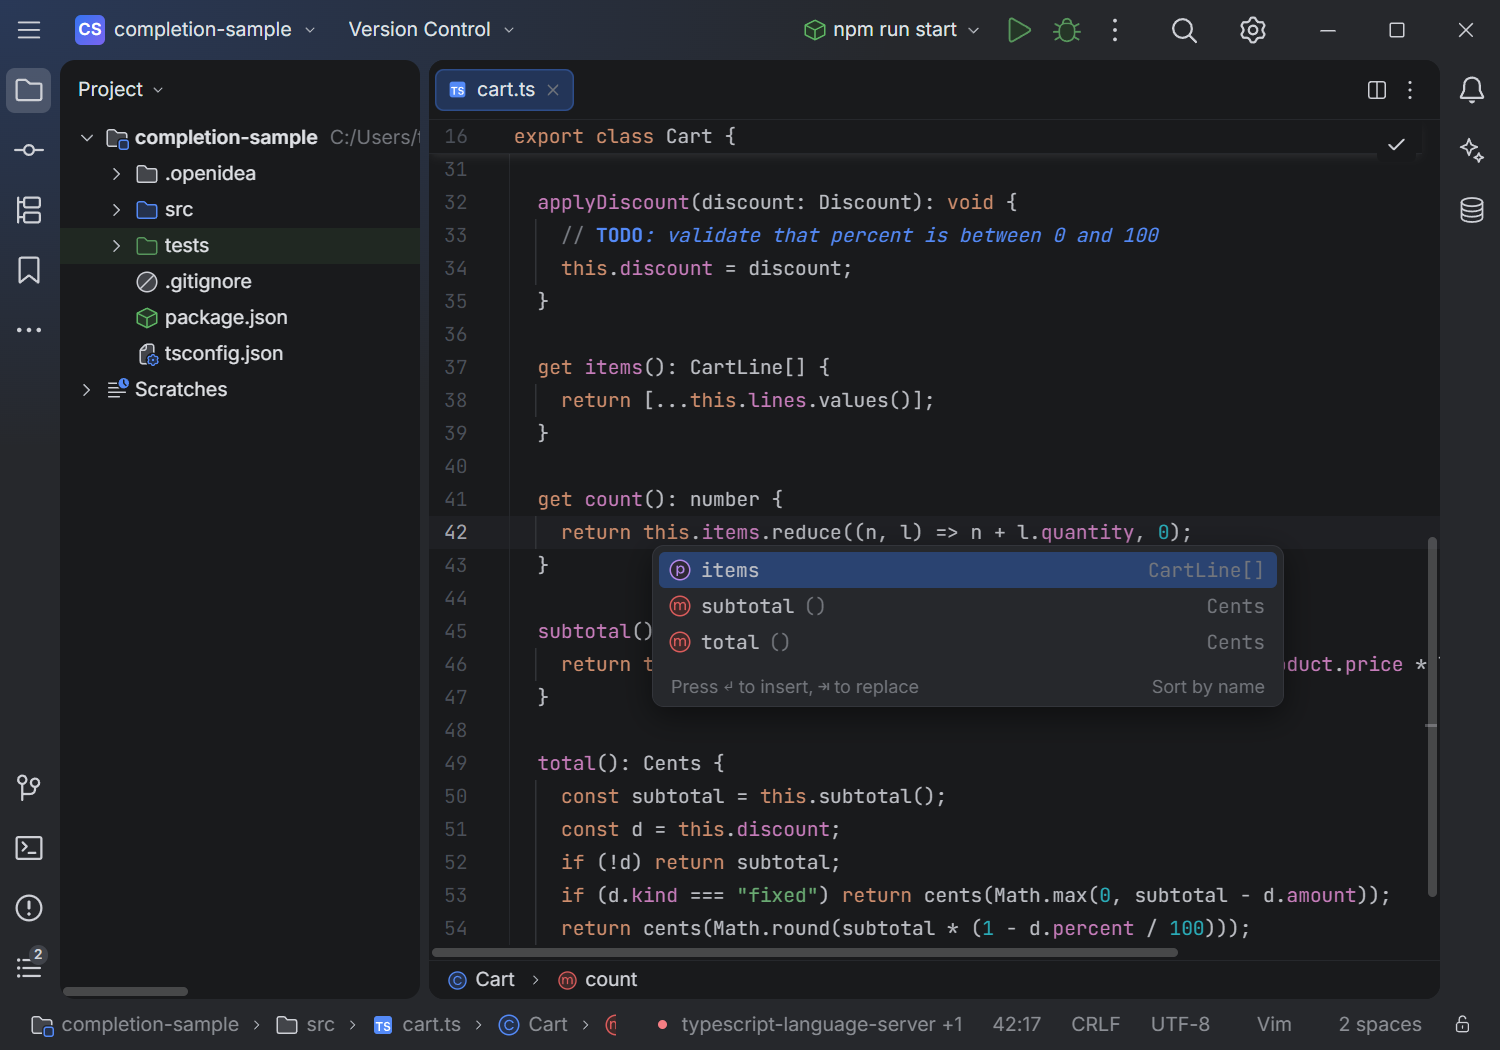 CS completion-sample Version Control npm run start
Project
completion-sample C:/Users/
.openidea
src
tests
.gitignore
package.json
tsconfig.json
Scratches
2
TS cart.ts
16 export class Cart {
31
32 applyDiscount(discount: Discount): void {
33 // TODO: validate that percent is between 0 and 100
34 this.discount = discount;
35 }
36
37 get items(): CartLine[] {
38 return [...this.lines.values()];
39 }
40
41 get count(): number {
42 return this.items.reduce((n, l) => n + l.quantity, 0);
43 }
44
45 subtotal()
46 return t duct.price *
47 }
48
49 total(): Cents {
50 const subtotal = this.subtotal();
51 const d = this.discount;
52 if (!d) return subtotal;
53 if (d.kind === "fixed") return cents(Math.max(0, subtotal - d.amount));
54 return cents(Math.round(subtotal * (1 - d.percent / 100)));
p items CartLine[]
m subtotal () Cents
m total () Cents
Press ↵ to insert, ⇥ to replace Sort by name
C Cart › m count
completion-sample › src › TS cart.ts › C Cart › typescript-language-server +1 42:17 CRLF UTF-8 Vim 2 spaces